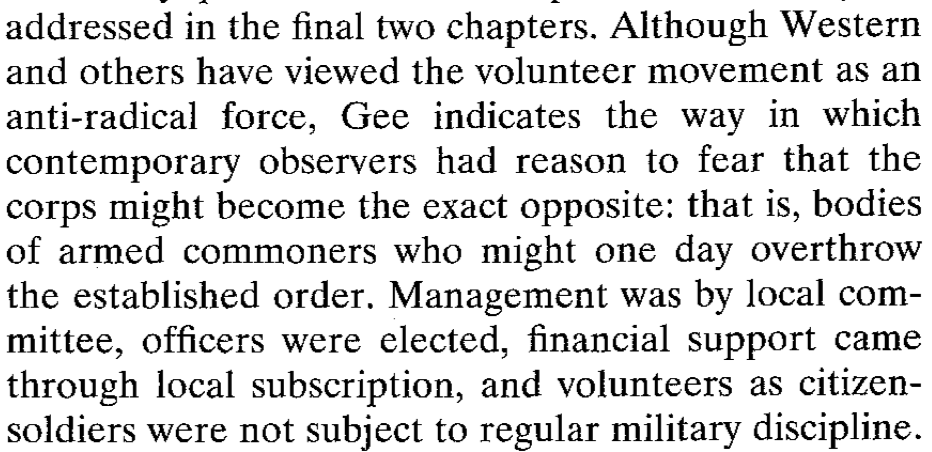 addressed in the final two chapters. Although Western
and others have viewed the volunteer movement as an
anti-radical force, Gee indicates the way in which
contemporary observers had reason to fear that the
corps might become the exact opposite: that is, bodies
of armed commoners who might one day overthrow
the established order. Management was by local com-
mittee, officers were elected, financial support came
through local subscription, and volunteers as citizen-
soldiers were not subject to regular military discipline.